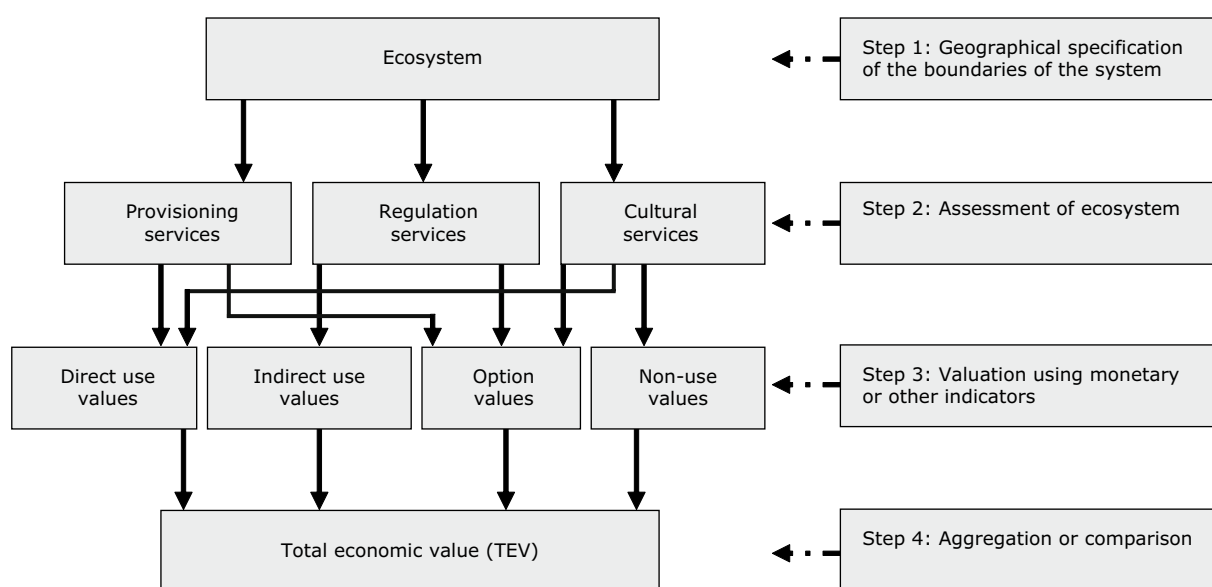 Ecosystem
Step 1: Geographical specification
of the boundaries of the system
Provisioning
services
Regulation
services
Cultural
services
Step 2: Assessment of ecosystem
Direct use
values
Indirect use
values
Option
values
Non-use
values
Step 3: Valuation using monetary
or other indicators
Total economic value (TEV)
Step 4: Aggregation or comparison